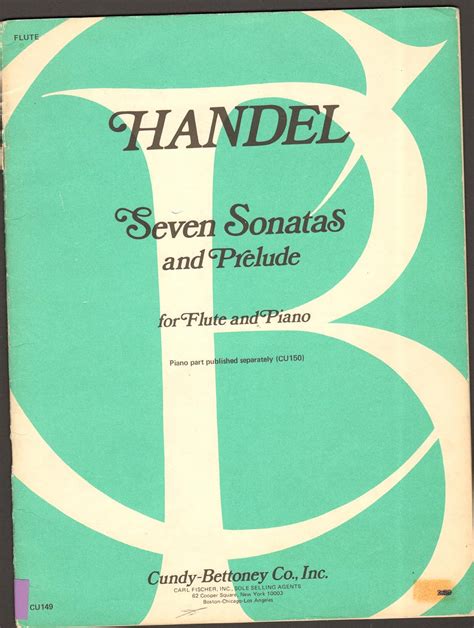 FLUTE
HANDEL
Seven Sonatas
and Prelude
for Flute and Piano
Piano part published separately (CU150)
Cundy-Bettoney Co., Inc.
CARL FISCHER, INC., SOLE SELLING AGENTS
62 Cooper Square, New York 10003
Boston-Chicago-Los Angeles
CU149